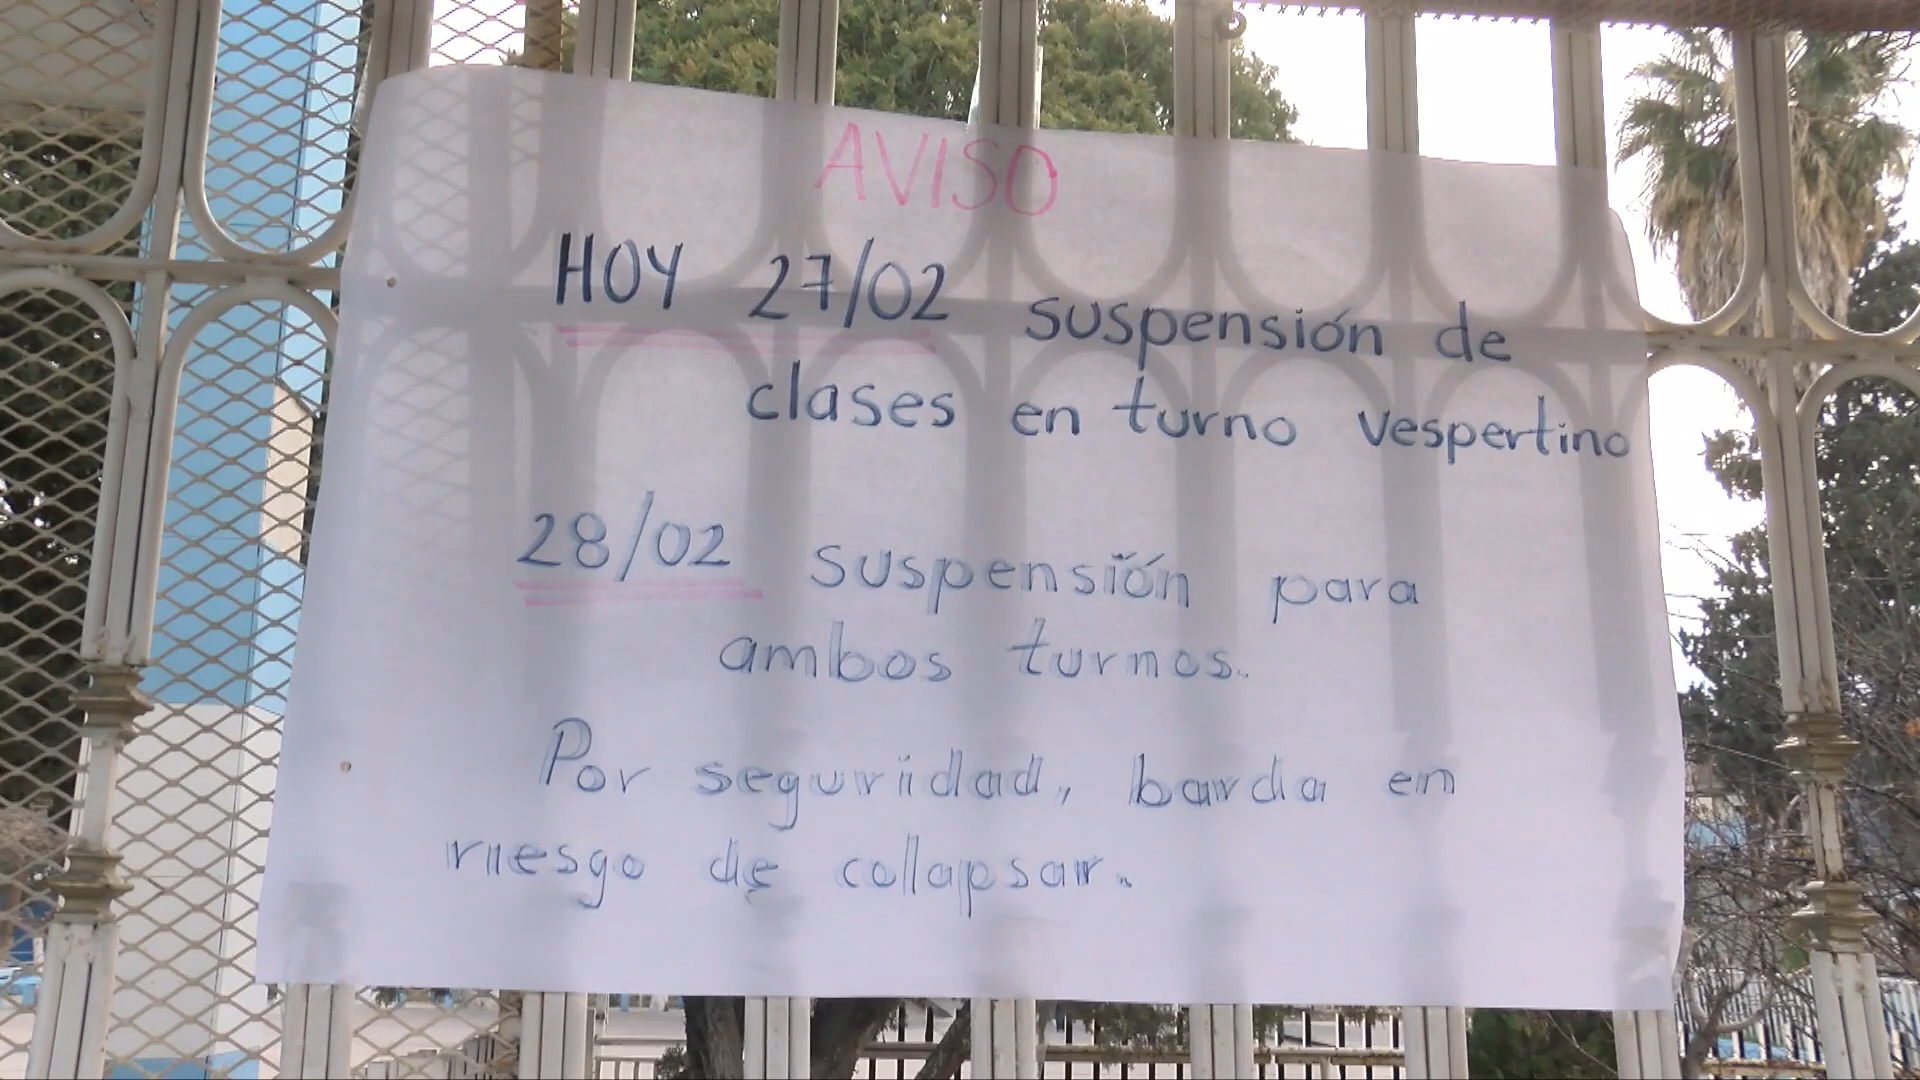 AVISO
HOY 27/02 suspensión de
clases en turno vespertino
28/02 suspensión para
ambos turnos.
Por seguridad, barda en
riesgo de colapsar.